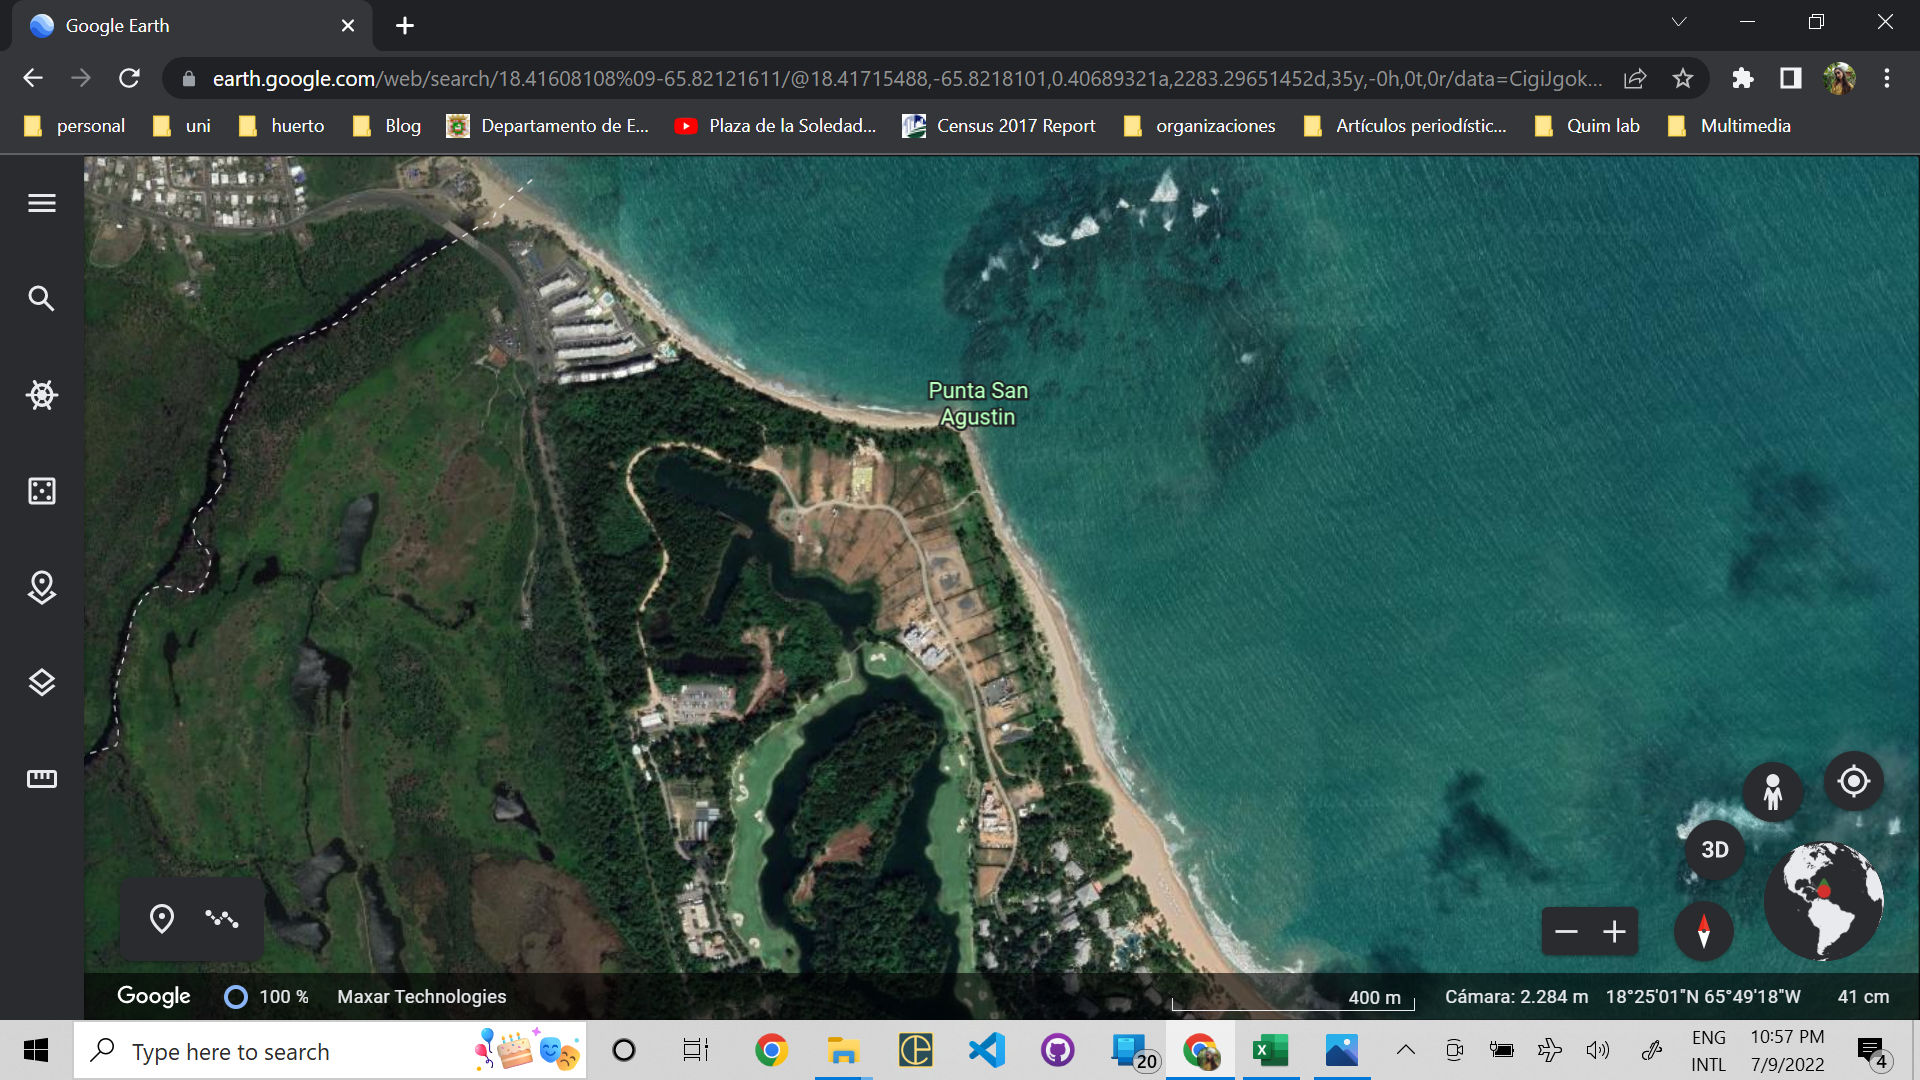 Google Earth
earth.google.com/web/search/18.41608108%09-65.82121611/@18.41715488,-65.8218101,0.40689321a,2283.29651452d,35y,-0h,0t,0r/data=CigiJgok...
personal
uni
huerto
Blog
Departamento de E...
Plaza de la Soledad...
Census 2017 Report
organizaciones
Artículos periodístic...
Quim lab
Multimedia
Punta San
Agustin
3D
Google
100 %
Maxar Technologies
400 m
Cámara: 2.284 m
18°25'01"N 65°49'18"W
41 cm
Type here to search
20
ENG
INTL
10:57 PM
7/9/2022
4